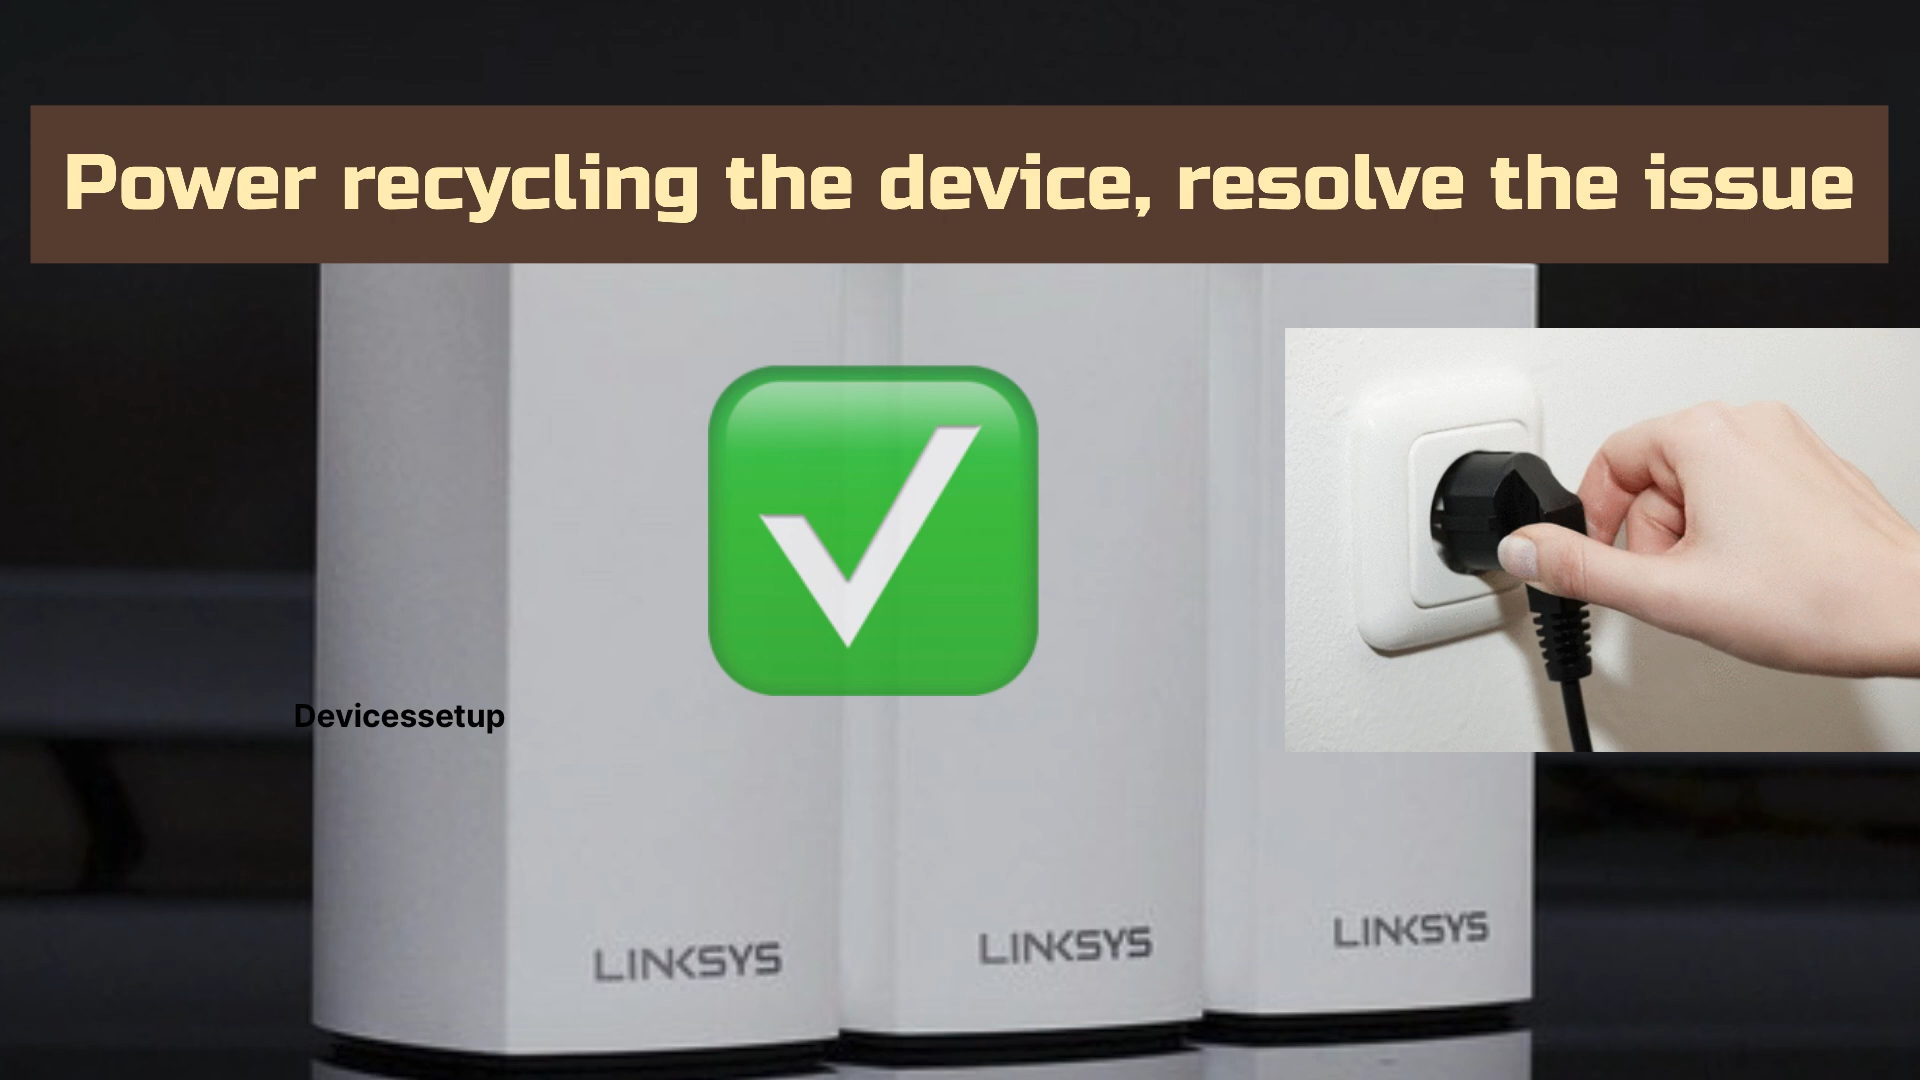 Power recycling the device, resolve the issue
Devicessetup
LINKSYS
LINKSYS
LINKSYS